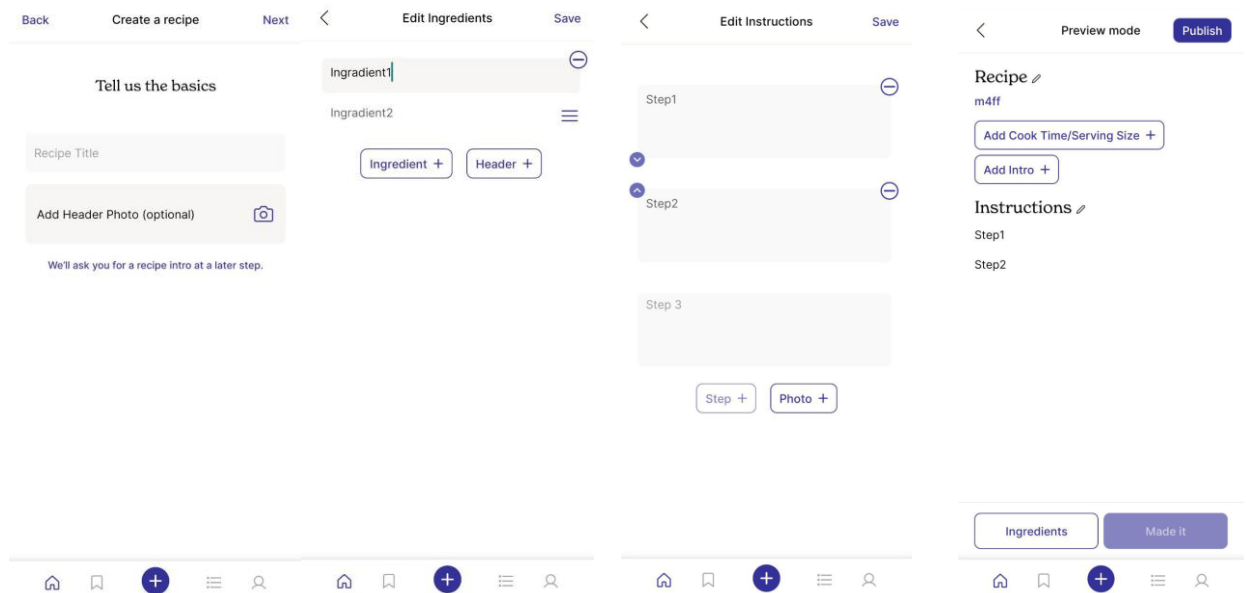 Back Create a recipe Next
Tell us the basics
Recipe Title
Add Header Photo (optional)
We'll ask you for a recipe intro at a later step.
Edit Ingredients Save
Ingradient1
Ingradient2
Ingredient +
Header +
Edit Instructions Save
Step1
Step2
Step 3
Step +
Photo +
Preview mode Publish
Recipe
m4ff
Add Cook Time/Serving Size +
Add Intro +
Instructions
Step1
Step2
Ingredients
Made it